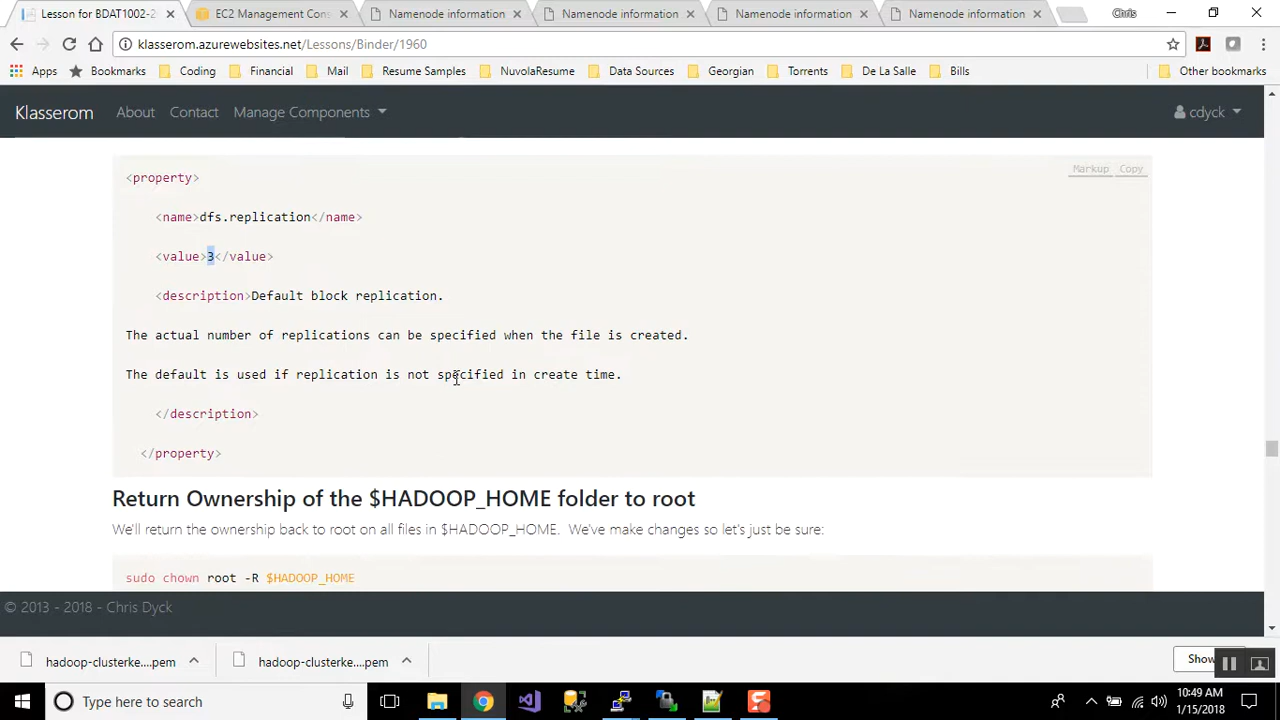 Lesson for BDAT1002-2
EC2 Management Cons
Namenode information
Namenode information
Namenode information
Namenode information
Chris
klasserom.azurewebsites.net/Lessons/Binder/1960
Apps
Bookmarks
Coding
Financial
Mail
Resume Samples
NuvolaResume
Data Sources
Georgian
Torrents
De La Salle
Bills
Other bookmarks
Klasserom
About
Contact
Manage Components
cdyck
Markup
Copy
<property>
<name>dfs.replication</name>
<value>3</value>
<description>Default block replication.
The actual number of replications can be specified when the file is created.
The default is used if replication is not specified in create time.
</description>
</property>
Return Ownership of the $HADOOP_HOME folder to root
We'll return the ownership back to root on all files in $HADOOP_HOME. We've make changes so let's just be sure:
sudo chown root -R $HADOOP_HOME
© 2013 - 2018 - Chris Dyck
hadoop-clusterke....pem
hadoop-clusterke....pem
Show
Type here to search
10:49 AM
1/15/2018